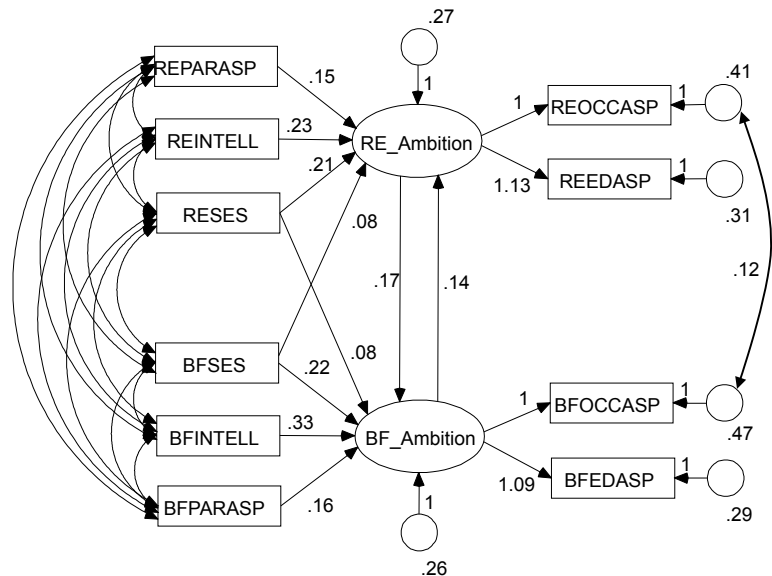 .27
REPARASP
.15
1
.41
REOCCASP
1
1
REINTELL
.23
RE_Ambition
.21
REEDASP
1
1.13
.31
RESES
.08
.17
.14
.12
BFSES
.08
.22
BFOCCASP
1
1
BFINTELL
.33
BF_Ambition
.47
BFEDASP
1
1.09
BFPARASP
.16
1
.29
.26